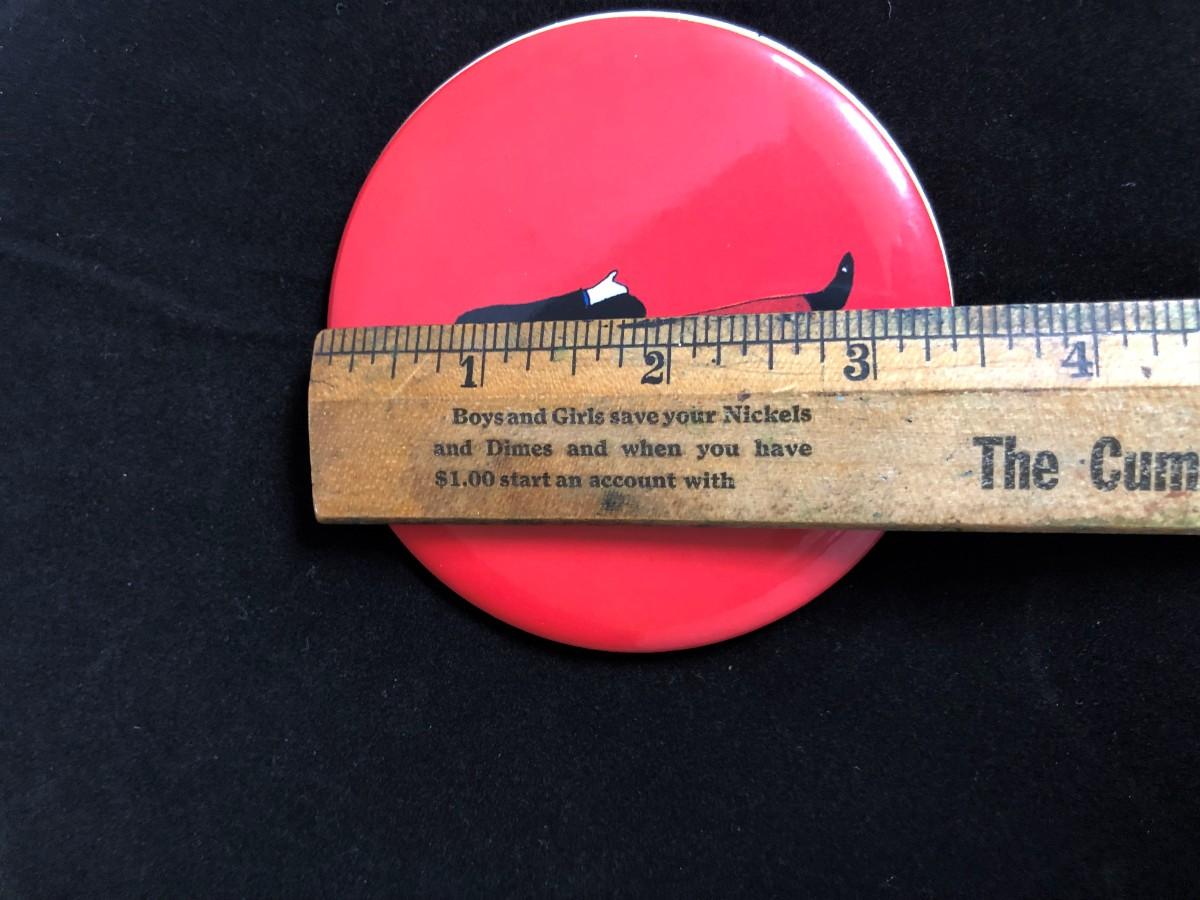 1 2 3 4
Boys and Girls save your Nickels
and Dimes and when you have
$1.00 start an account with
The Cum